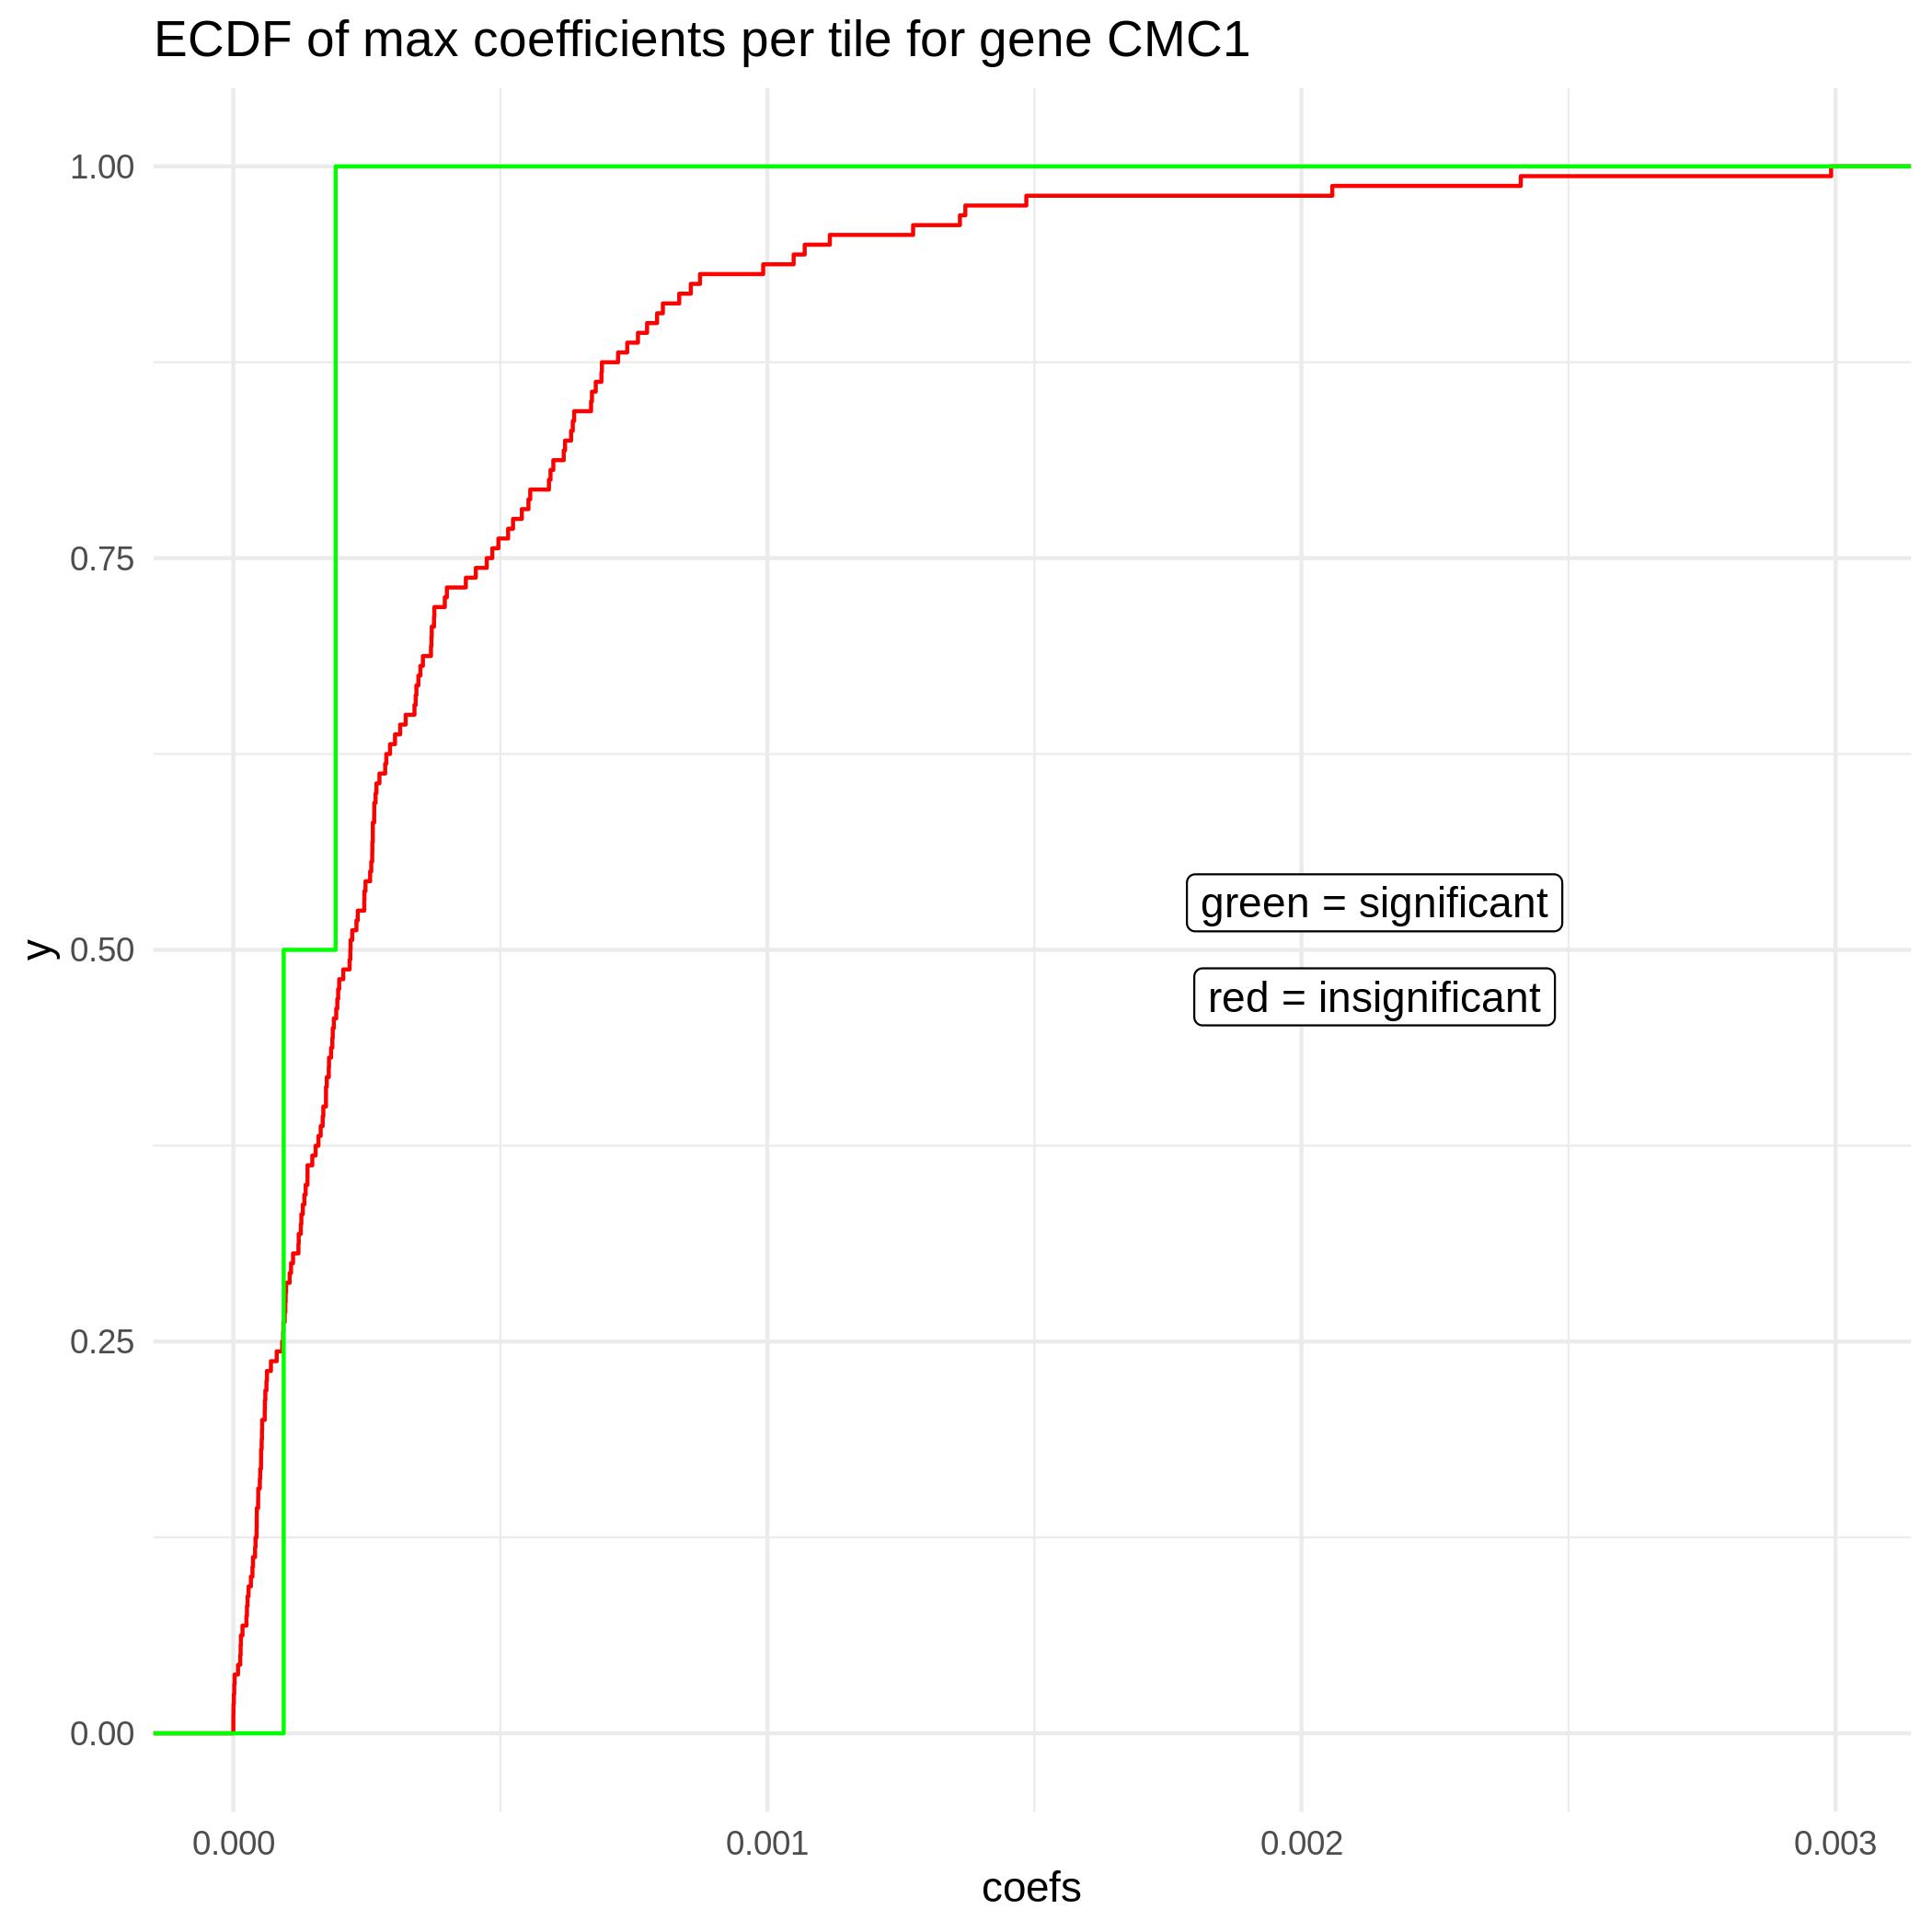 ECDF of max coefficients per tile for gene CMC1
1.00
0.75
0.50
0.25
0.00
y
green = significant
red = insignificant
0.000
0.001
0.002
0.003
coefs